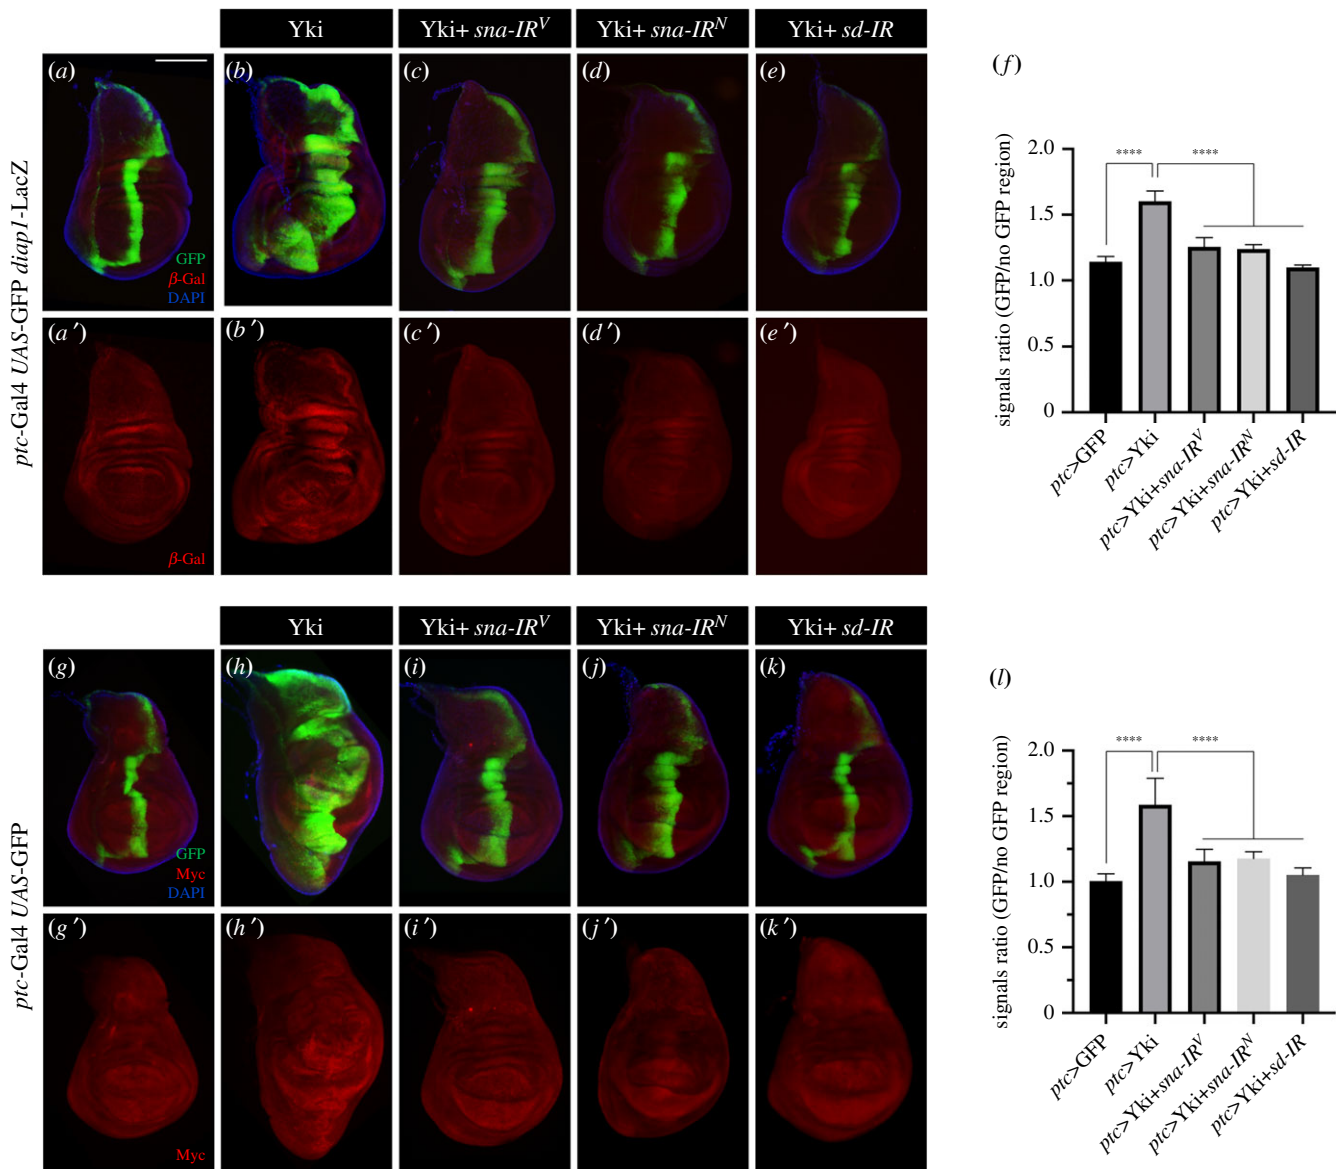 Yki
Yki+ sna-IR^V
Yki+ sna-IR^N
Yki+ sd-IR
(a)
(b)
(c)
(d)
(e)
(f)
ptc-Gal4 UAS-GFP diap1-LacZ
GFP
β-Gal
DAPI
(a′)
(b′)
(c′)
(d′)
(e′)
β-Gal
signals ratio (GFP/no GFP region)
2.0
1.5
1.0
0.5
0
****
****
ptc>GFP
ptc>Yki
ptc>Yki+sna-IR^V
ptc>Yki+sna-IR^N
ptc>Yki+sd-IR
Yki
Yki+ sna-IR^V
Yki+ sna-IR^N
Yki+ sd-IR
(g)
(h)
(i)
(j)
(k)
(l)
ptc-Gal4 UAS-GFP
GFP
Myc
DAPI
(g′)
(h′)
(i′)
(j′)
(k′)
Myc
signals ratio (GFP/no GFP region)
2.0
1.5
1.0
0.5
0
****
****
ptc>GFP
ptc>Yki
ptc>Yki+sna-IR^V
ptc>Yki+sna-IR^N
ptc>Yki+sd-IR